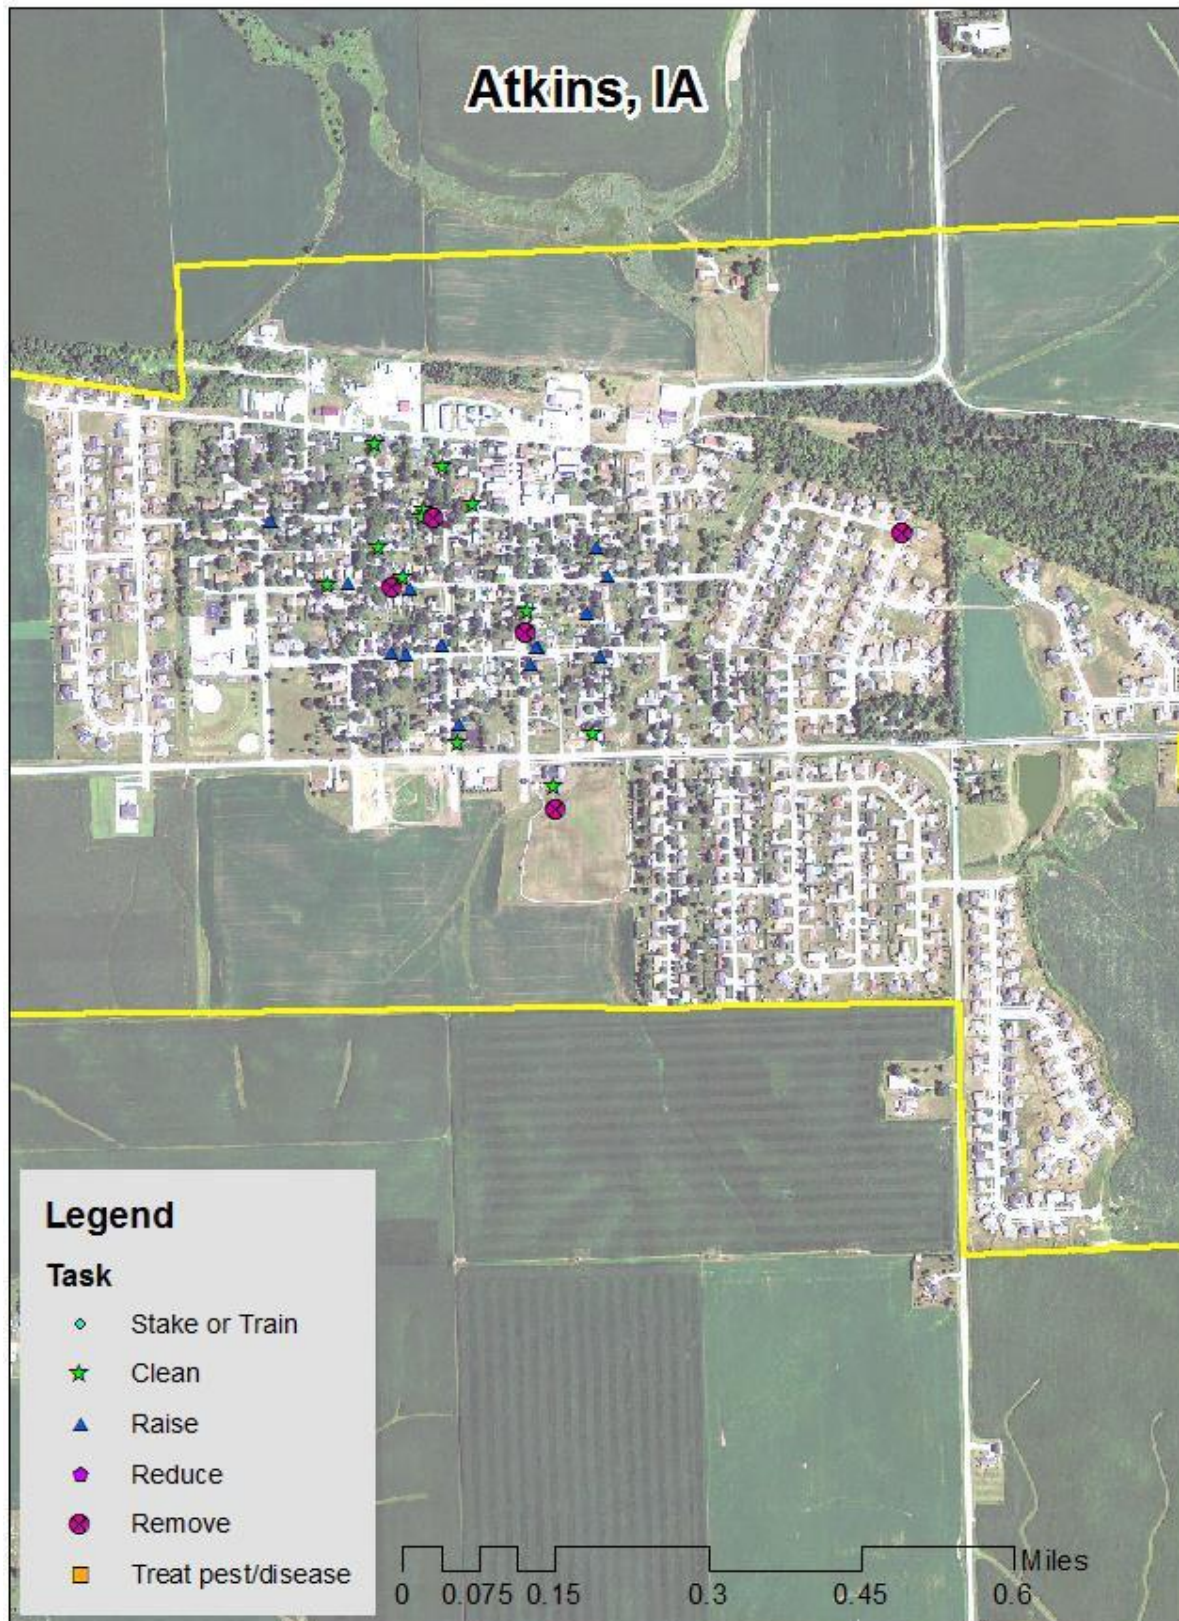 Atkins, IA
Legend
Task
Stake or Train
Clean
Raise
Reduce
Remove
Treat pest/disease
0 0.075 0.15 0.3 0.45 0.6 Miles